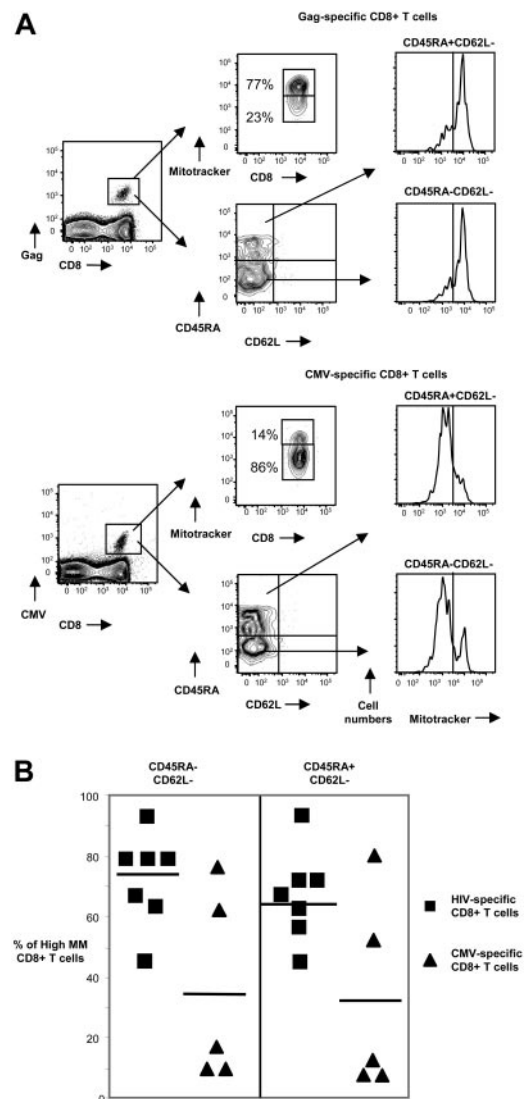 A
Gag-specific CD8+ T cells
CD45RA+CD62L-
77%
23%
Mitotracker
CD8
Gag
CD8
CD45RA-CD62L-
CD45RA
CD62L
CMV-specific CD8+ T cells
CD45RA+CD62L-
14%
86%
Mitotracker
CD8
CMV
CD8
CD45RA-CD62L-
CD45RA
CD62L
Cell
numbers
Mitotracker
B
CD45RA-
CD62L-
CD45RA+
CD62L-
100
80
60
40
20
0
% of High MM
CD8+ T cells
HIV-specific
CD8+ T cells
CMV-specific
CD8+ T cells